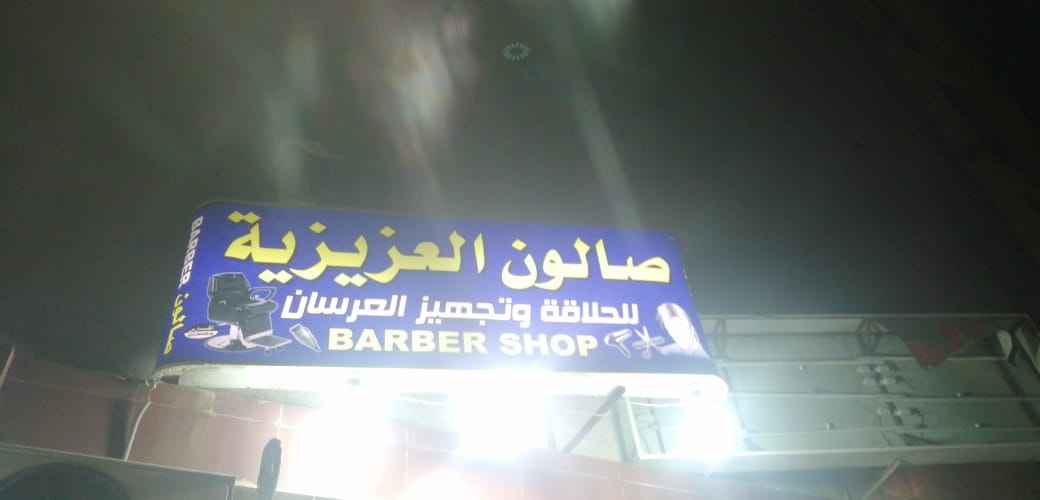 صالون العزيزية
للحلاقة وتجهيز العرسان
BARBER SHOP
BARBER صالون